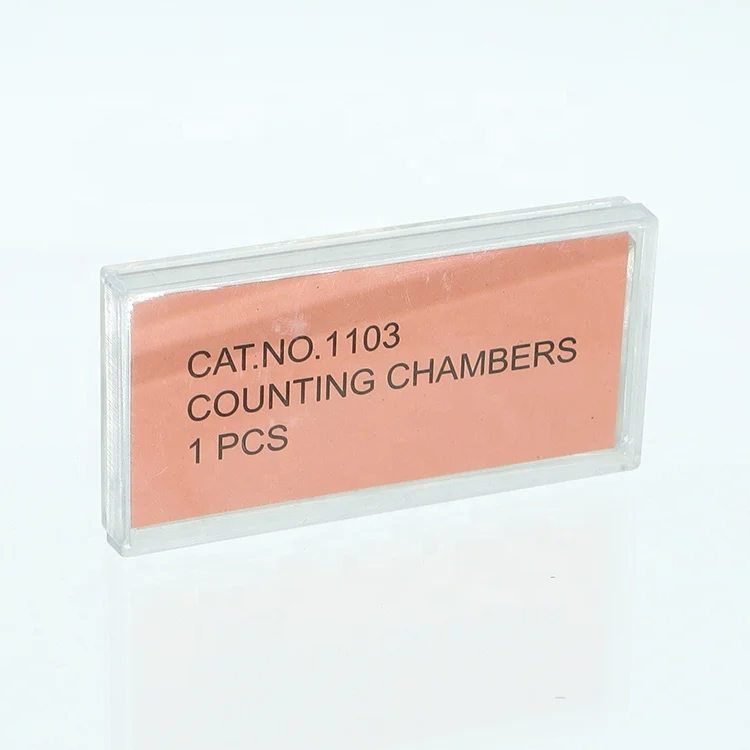 CAT.NO.1103
COUNTING CHAMBERS
1 PCS